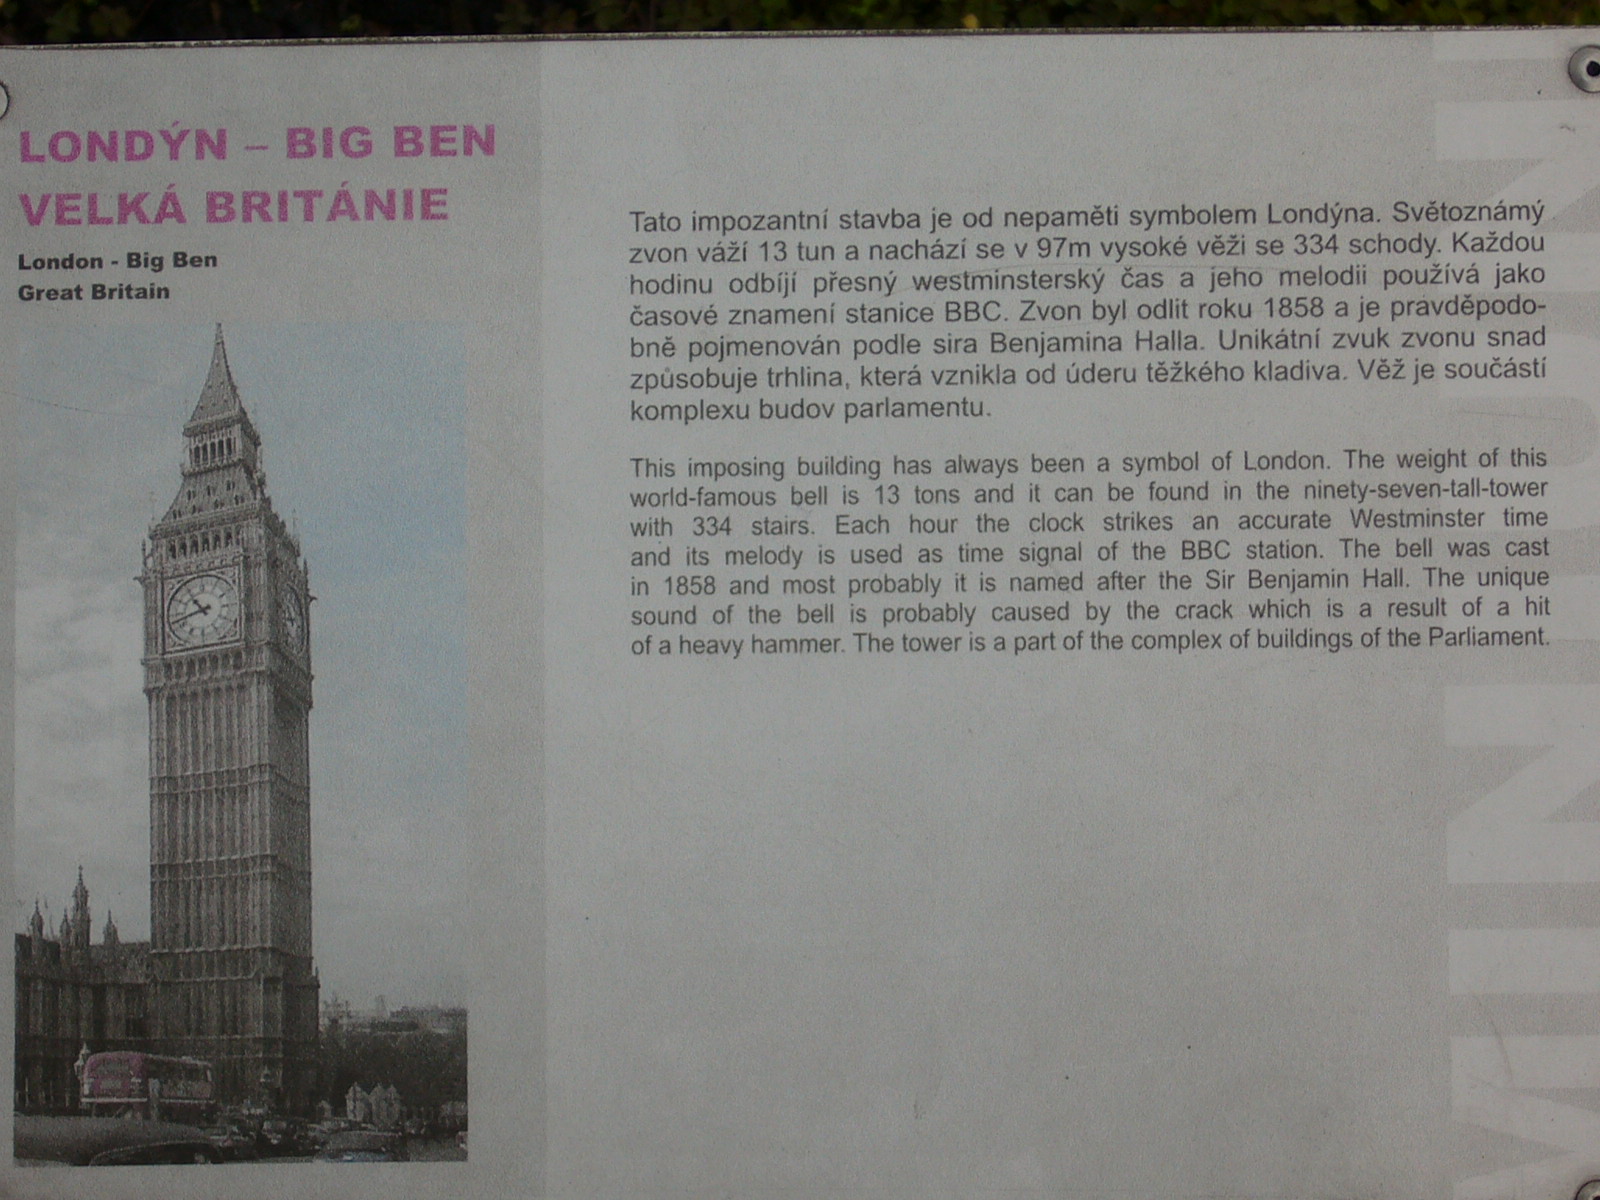 LONDÝN – BIG BEN
VELKÁ BRITÁNIE
London - Big Ben
Great Britain
Tato impozantní stavba je od nepaměti symbolem Londýna. Světoznámý
zvon váží 13 tun a nachází se v 97m vysoké věži se 334 schody. Každou
hodinu odbíjí přesný westminsterský čas a jeho melodii používá jako
časové znamení stanice BBC. Zvon byl odlit roku 1858 a je pravděpodo-
bně pojmenován podle sira Benjamina Halla. Unikátní zvuk zvonu snad
způsobuje trhlina, která vznikla od úderu těžkého kladiva. Věž je součástí
komplexu budov parlamentu.
This imposing building has always been a symbol of London. The weight of this
world-famous bell is 13 tons and it can be found in the ninety-seven-tall-tower
with 334 stairs. Each hour the clock strikes an accurate Westminster time
and its melody is used as time signal of the BBC station. The bell was cast
in 1858 and most probably it is named after the Sir Benjamin Hall. The unique
sound of the bell is probably caused by the crack which is a result of a hit
of a heavy hammer. The tower is a part of the complex of buildings of the Parliament.